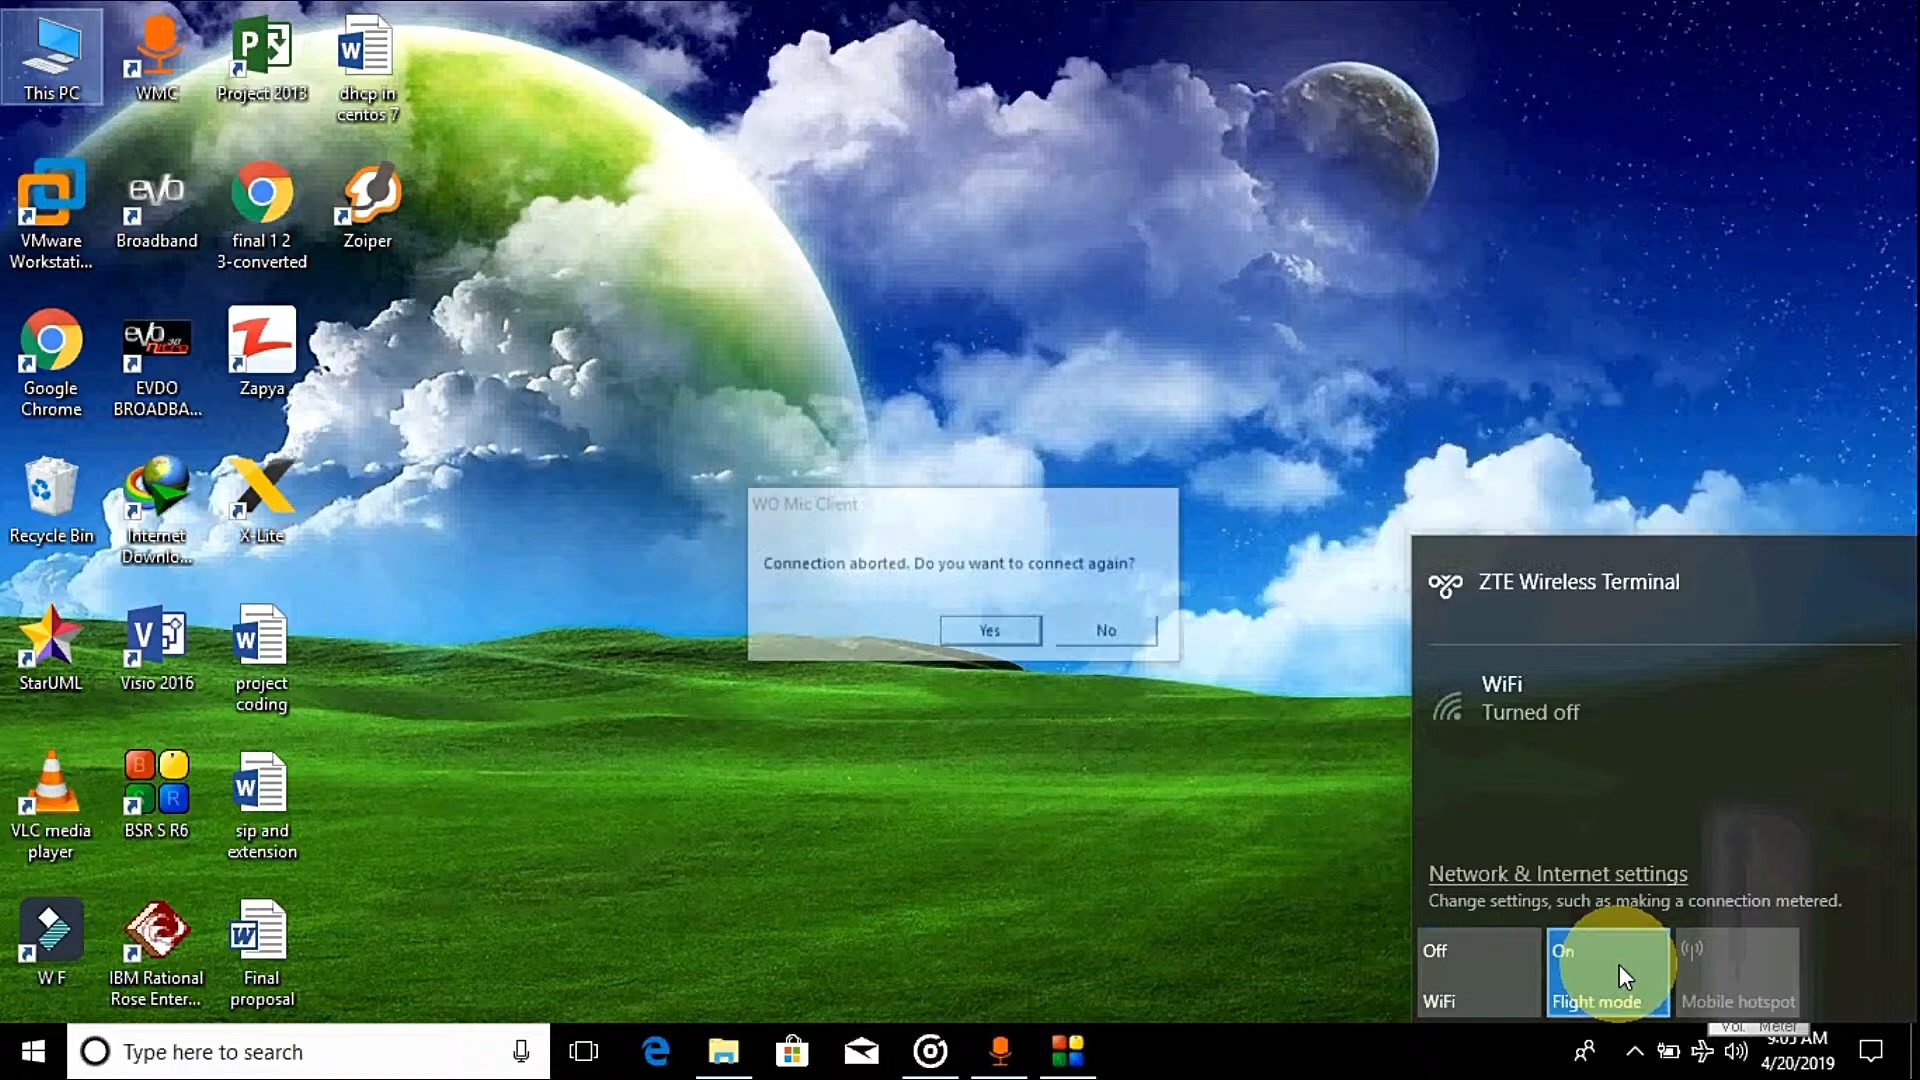 This PC
WMC
Project 2013
dhcp in
centos 7
VMware
Workstati...
evo
Broadband
final 1 2
3-converted
Zoiper
Google
Chrome
evo
EVDO
BROADBA...
Zapya
Recycle Bin
Internet
Downlo...
X-Lite
StarUML
Visio 2016
project
coding
VLC media
player
BSR S R6
sip and
extension
W F
IBM Rational
Rose Enter...
Final
proposal
WO Mic Client
Connection aborted. Do you want to connect again?
Yes
No
ZTE Wireless Terminal
WiFi
Turned off
Network & Internet settings
Change settings, such as making a connection metered.
Off
WiFi
On
Flight mode
Mobile hotspot
Vol. Meter
Type here to search
9:05 AM
4/20/2019